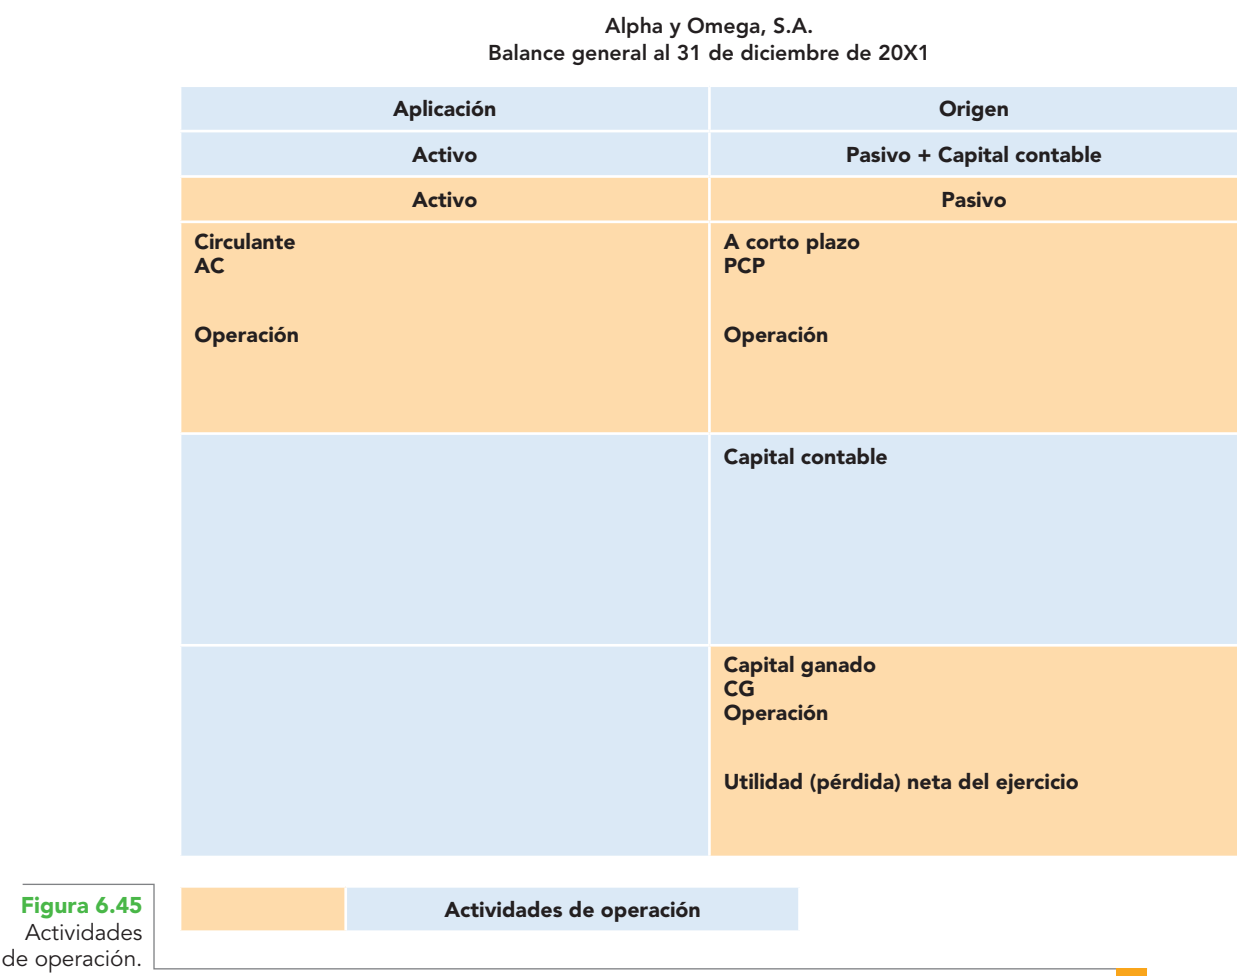 Alpha y Omega, S.A.
Balance general al 31 de diciembre de 20X1
Aplicación
Origen
Activo
Pasivo + Capital contable
Activo
Pasivo
Circulante
AC
Operación
A corto plazo
PCP
Operación
Capital contable
Capital ganado
CG
Operación
Utilidad (pérdida) neta del ejercicio
Actividades de operación
Figura 6.45
Actividades
de operación.